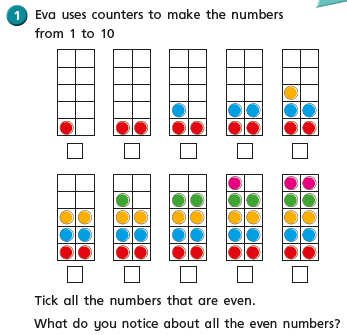 1 Eva uses counters to make the numbers
from 1 to 10
Tick all the numbers that are even.
What do you notice about all the even numbers?